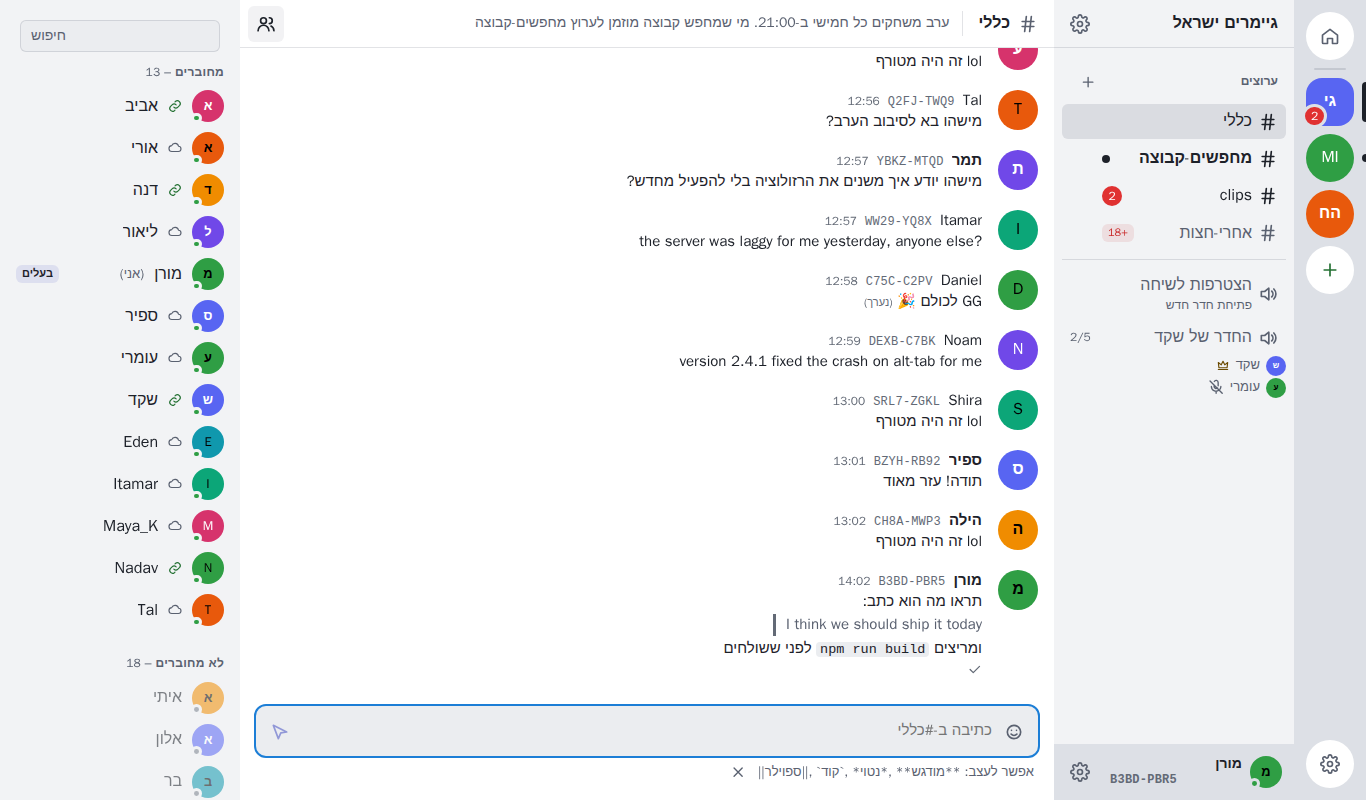 גי
2
MI
הח
גיימרים ישראל
ערוצים
כללי
מחפשים-קבוצה
clips
2
אחרי-חצות
18+
הצטרפות לשיחה
פתיחת חדר חדש
החדר של שקד
2/5
ש
שקד
ע
עומרי
מ
מורן
B3BD-PBR5
כללי
ערב משחקים כל חמישי ב-21:00. מי שמחפש קבוצה מוזמן לערוץ מחפשים-קבוצה
ע
lol זה היה מטורף
T
Tal Q2FJ-TWQ9 12:56
מישהו בא לסיבוב הערב?
ת
תמר YBKZ-MTQD 12:57
מישהו יודע איך משנים את הרזולוציה בלי להפעיל מחדש?
I
Itamar WW29-YQ8X 12:57
the server was laggy for me yesterday, anyone else?
D
Daniel C75C-C2PV 12:58
GG לכולם 🎉 (נערך)
N
Noam DEXB-C7BK 12:59
version 2.4.1 fixed the crash on alt-tab for me
S
Shira SRL7-ZGKL 13:00
lol זה היה מטורף
ס
ספיר BZYH-RB92 13:01
תודה! עזר מאוד
ה
הילה CH8A-MWP3 13:02
lol זה היה מטורף
מ
מורן B3BD-PBR5 14:02
תראו מה הוא כתב:
I think we should ship it today
ומריצים npm run build לפני ששולחים
כתיבה ב-#כללי
אפשר לעצב: **מודגש**, *נטוי*, `קוד`, ||ספוילר||
חיפוש
מחוברים – 13
א
אביב
א
אורי
ד
דנה
ל
ליאור
מ
מורן (אני)
בעלים
ס
ספיר
ע
עומרי
ש
שקד
E
Eden
I
Itamar
M
Maya_K
N
Nadav
T
Tal
לא מחוברים – 18
א
איתי
א
אלון
ב
בר